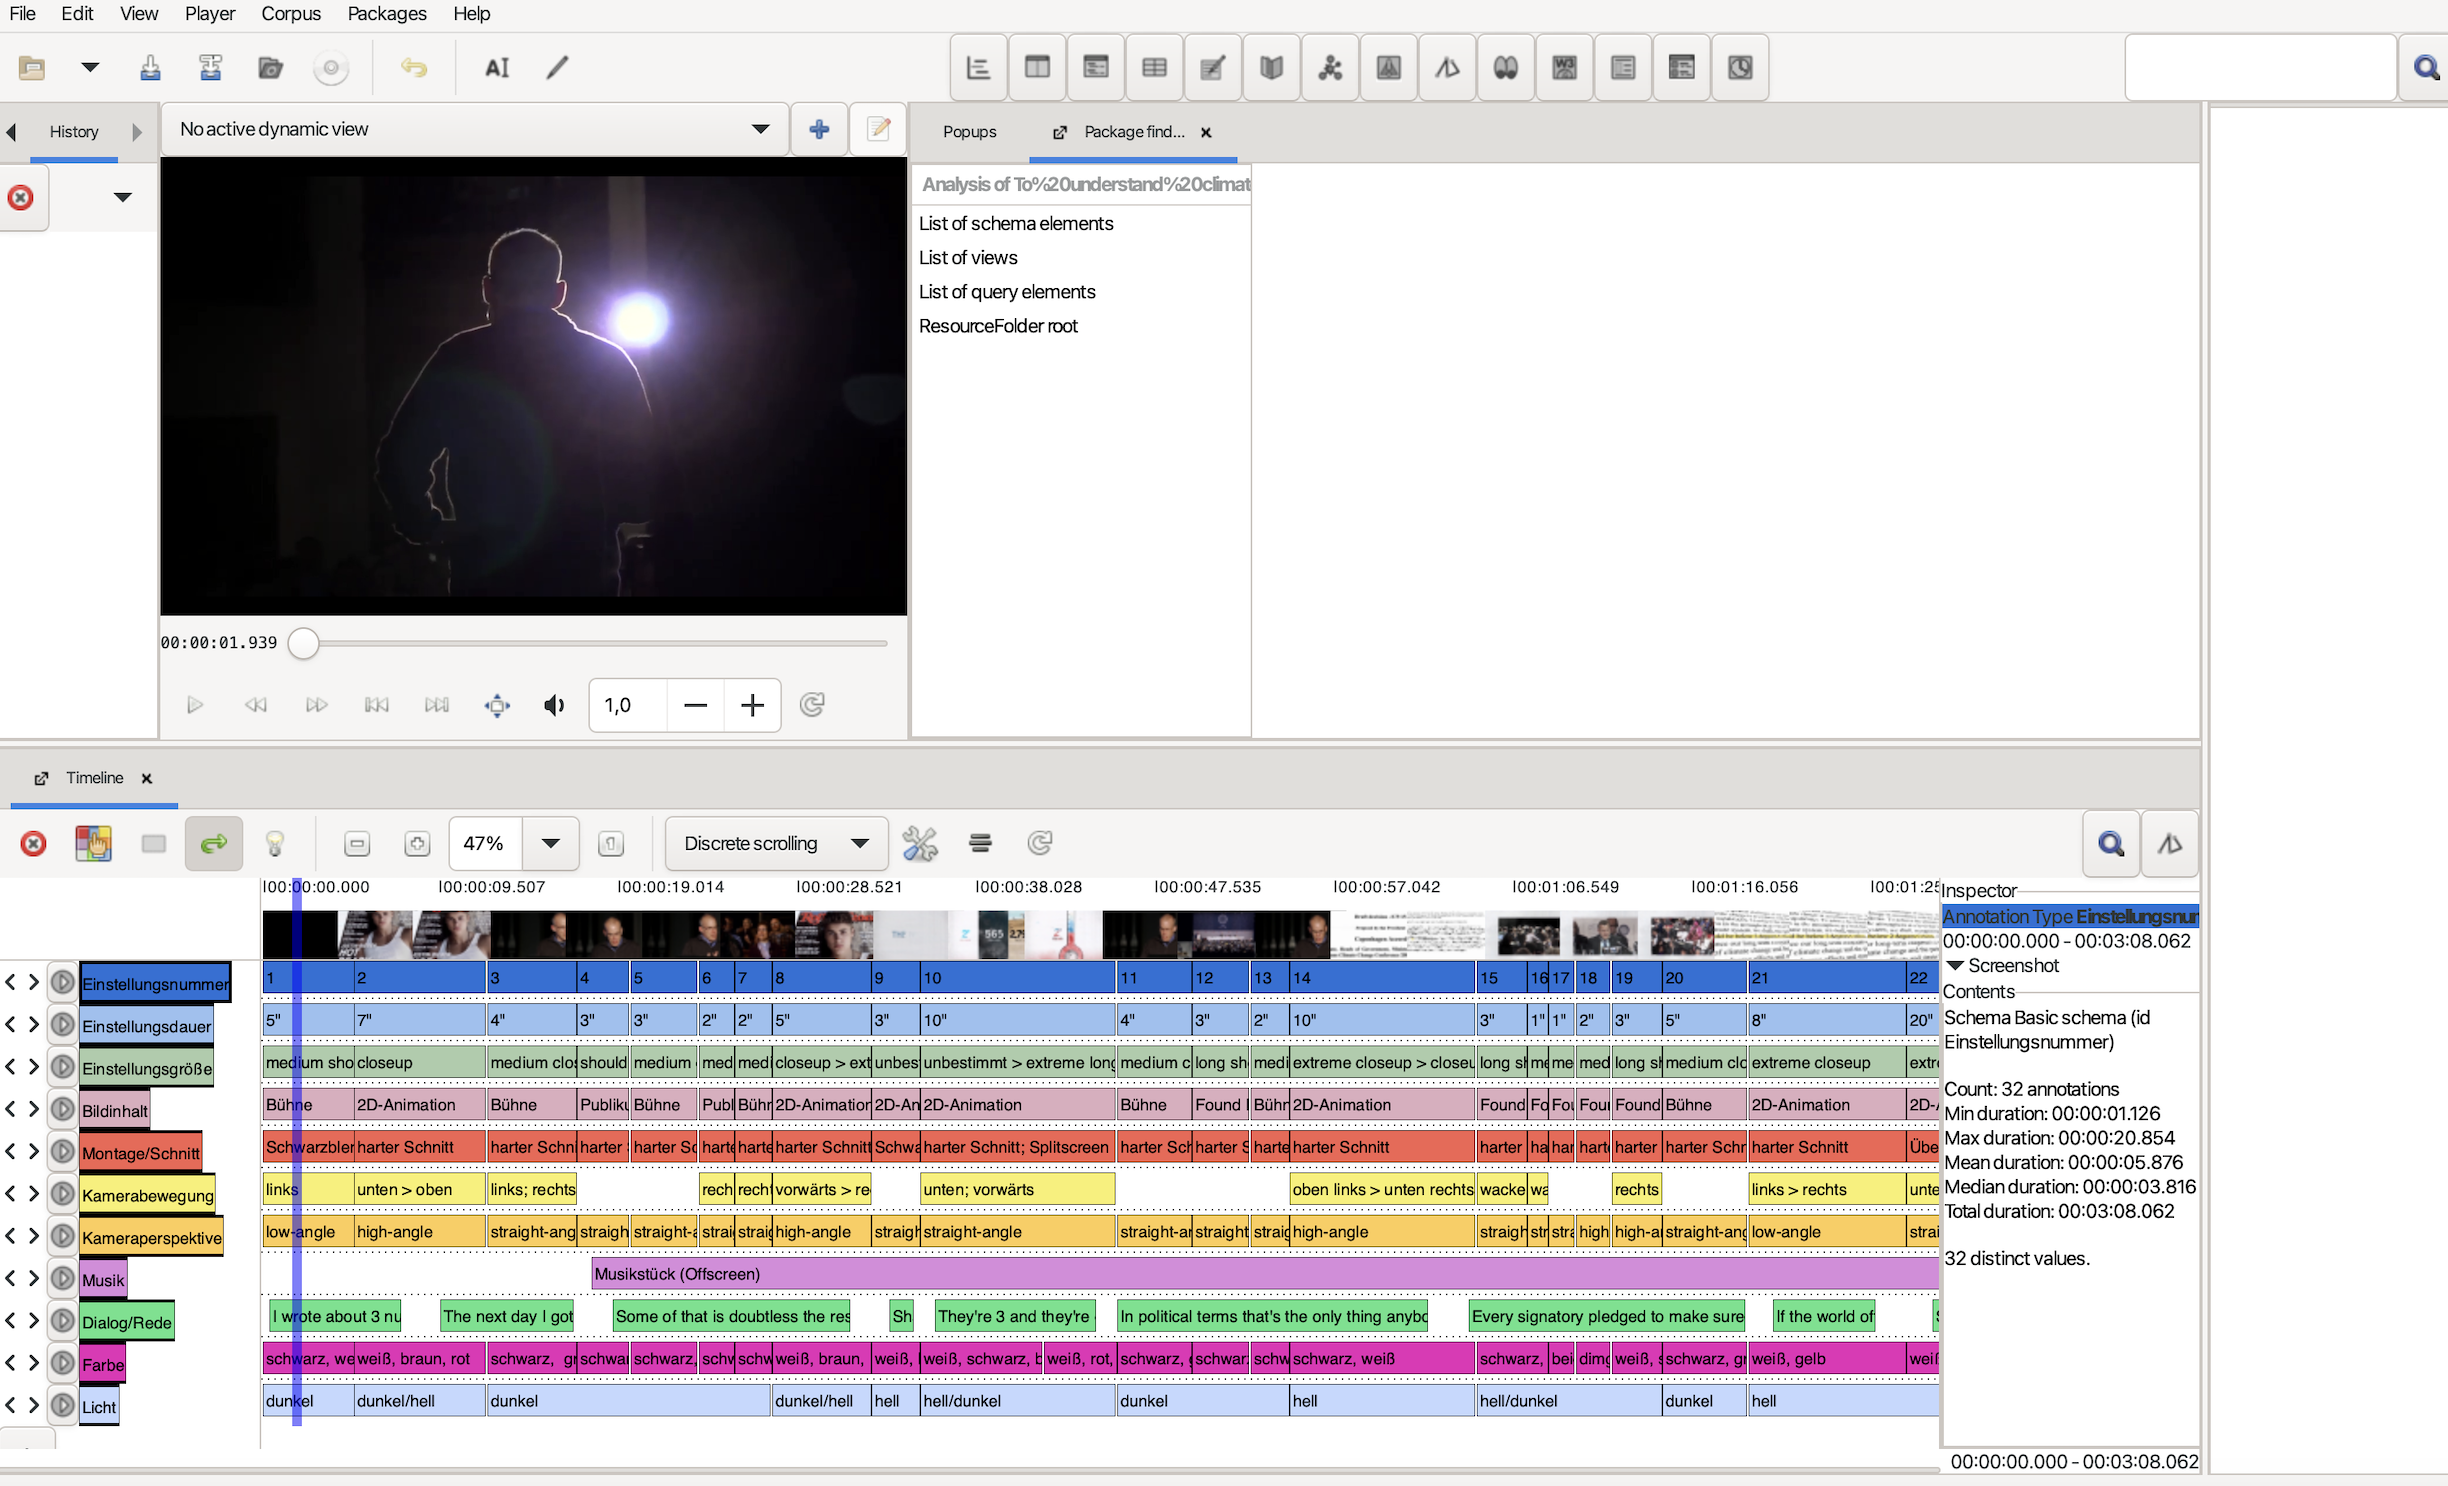 File Edit View Player Corpus Packages Help
AI
W3
History
No active dynamic view
Popups
Package find...
Analysis of To%20understand%20climat
List of schema elements
List of views
List of query elements
ResourceFolder root
00:00:01.939
1,0
Timeline
47%
1
Discrete scrolling
00:00:00.000 00:00:09.507 00:00:19.014 00:00:28.521 00:00:38.028 00:00:47.535 00:00:57.042 00:01:06.549 00:01:16.056 00:01:25
565
Einstellungsnummer 1 2 3 4 5 6 7 8 9 10 11 12 13 14 15 16 17 18 19 20 21 22
Einstellungsdauer 5" 7" 4" 3" 3" 2" 2" 5" 3" 10" 4" 3" 2" 10" 3" 1" 1" 2" 3" 5" 8" 20"
Einstellungsgröße medium sho closeup medium clos should medium med medi closeup > ext unbes unbestimmt > extreme long medium c long sh medi extreme closeup > closeu long sh me me med long sh medium clo extreme closeup extre
Bildinhalt Bühne 2D-Animation Bühne Publiku Bühne Publ Bühn 2D-Animation 2D-An 2D-Animation Bühne Found Bühn 2D-Animation Found Fo Fou Foun Found Bühne 2D-Animation 2D-A
Montage/Schnitt Schwarzblen harter Schnitt harter Schni harter harter Sc harte harte harter Schnitt Schwa harter Schnitt; Splitscreen harter Sch harter S harte harter Schnitt harter ha har harte harter harter Schn harter Schnitt Übe
Kamerabewegung links unten > oben links; rechts rech recht vorwärts > re unten; vorwärts oben links > unten rechts wacke wa rechts links > rechts unte
Kameraperspektive low-angle high-angle straight-ang straigh straight-a strai straig high-angle straigh straight-angle straight-an straight straig high-angle straigh str stra high high-a straight-ang low-angle strai
Musik Musikstück (Offscreen)
Dialog/Rede I wrote about 3 nu The next day I got Some of that is doubtless the res Sh They're 3 and they're In political terms that's the only thing anybo Every signatory pledged to make sure If the world of
Farbe schwarz, we weiß, braun, rot schwarz, gr schwar schwarz, schw schw weiß, braun, weiß, weiß, schwarz, b weiß, rot, schwarz, schwar schw schwarz, weiß schwarz, bei dimg weiß, s schwarz, gr weiß, gelb weiß
Licht dunkel dunkel/hell dunkel dunkel/hell hell hell/dunkel dunkel hell hell/dunkel dunkel hell
Inspector
Annotation Type Einstellungsnur
00:00:00.000 - 00:03:08.062
Screenshot
Contents
Schema Basic schema (id
Einstellungsnummer)
Count: 32 annotations
Min duration: 00:00:01.126
Max duration: 00:00:20.854
Mean duration: 00:00:05.876
Median duration: 00:00:03.816
Total duration: 00:03:08.062
32 distinct values.
00:00:00.000 - 00:03:08.062